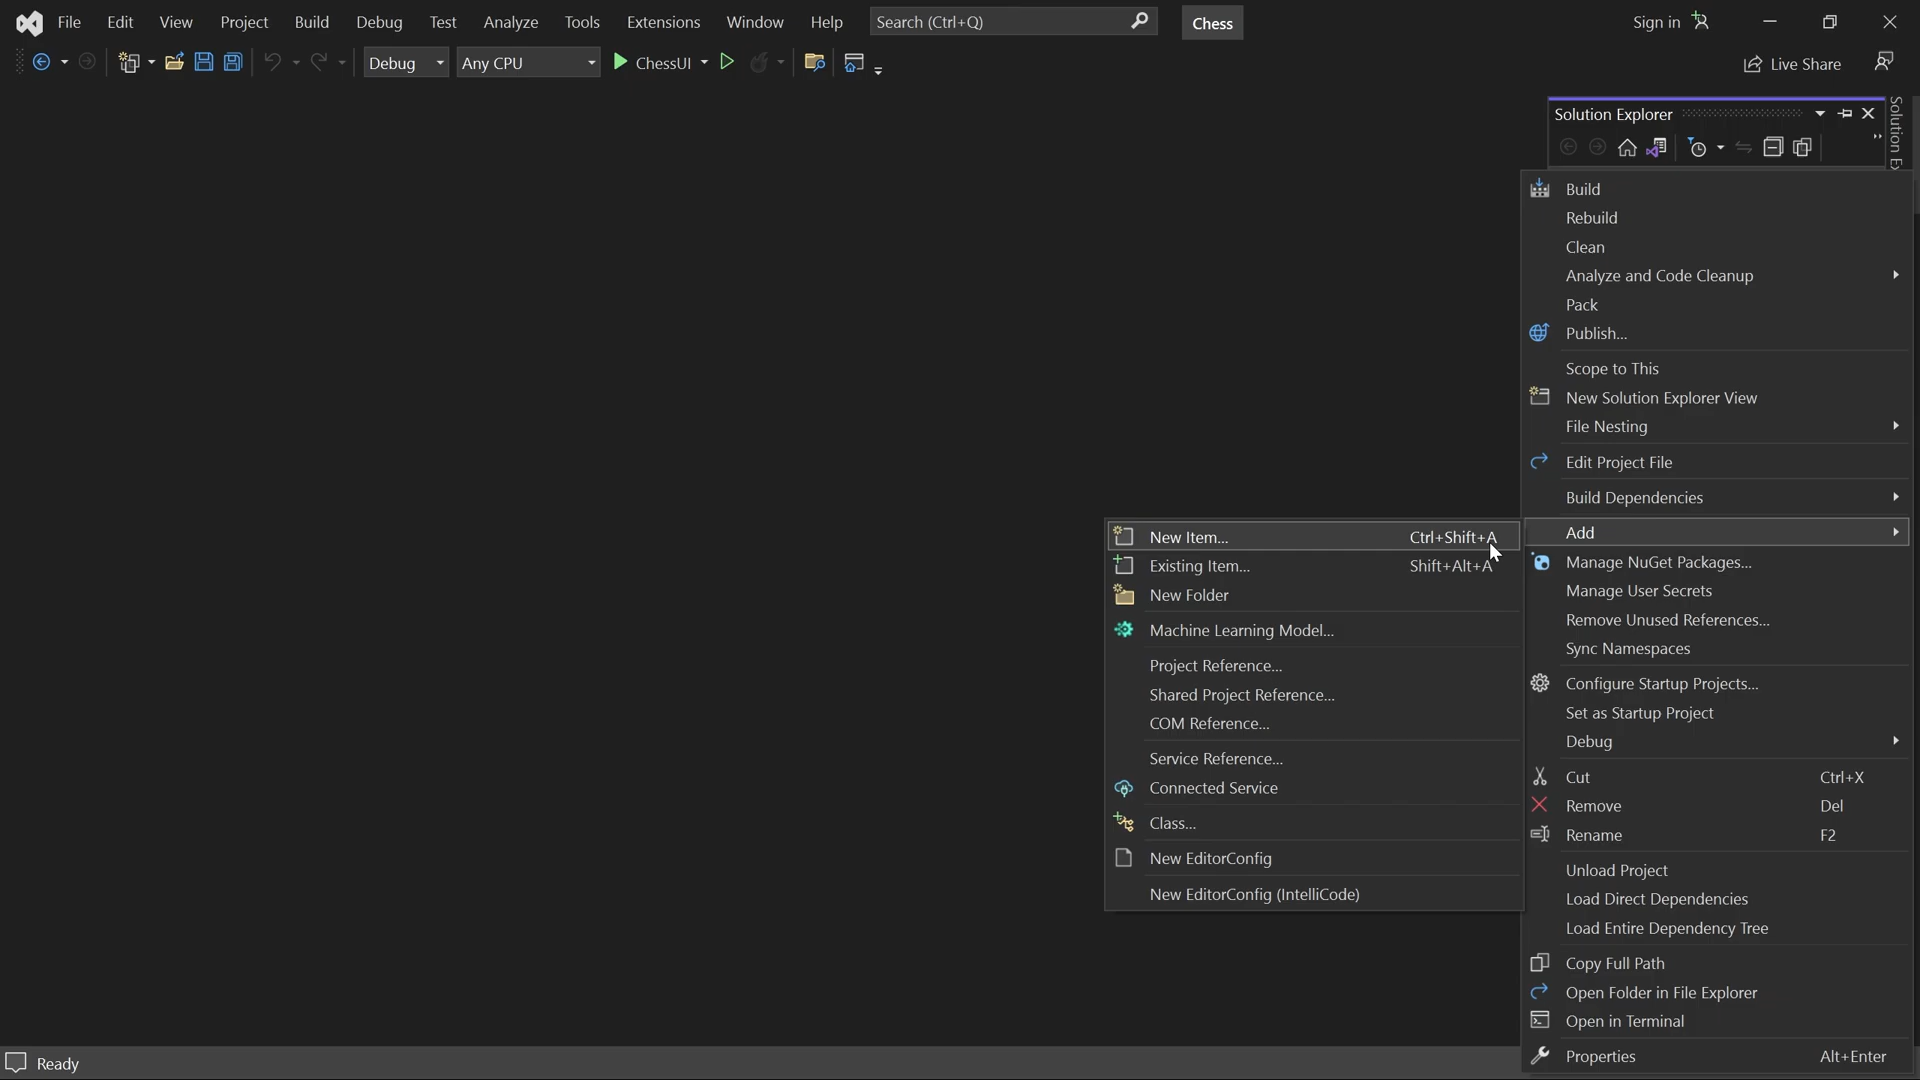 File Edit View Project Build Debug Test Analyze Tools Extensions Window Help Search (Ctrl+Q) Chess Sign in
Debug Any CPU ChessUI Live Share
Solution Explorer
Solution Ex
Build
Rebuild
Clean
Analyze and Code Cleanup
Pack
Publish...
Scope to This
New Solution Explorer View
File Nesting
Edit Project File
Build Dependencies
Add
New Item... Ctrl+Shift+A
Existing Item... Shift+Alt+A
New Folder
Machine Learning Model...
Project Reference...
Shared Project Reference...
COM Reference...
Service Reference...
Connected Service
Class...
New EditorConfig
New EditorConfig (IntelliCode)
Manage NuGet Packages...
Manage User Secrets
Remove Unused References...
Sync Namespaces
Configure Startup Projects...
Set as Startup Project
Debug
Cut Ctrl+X
Remove Del
Rename F2
Unload Project
Load Direct Dependencies
Load Entire Dependency Tree
Copy Full Path
Open Folder in File Explorer
Open in Terminal
Properties Alt+Enter
Ready